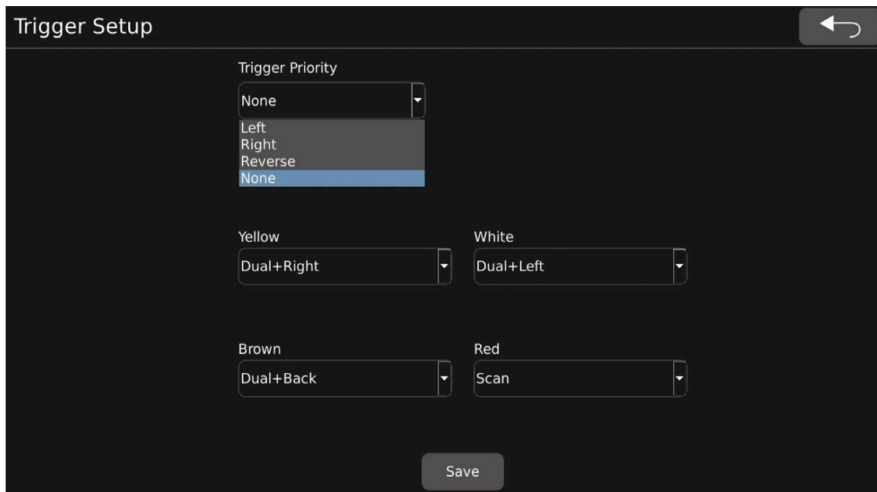 Trigger Setup
Trigger Priority
None
Left
Right
Reverse
None
Yellow
White
Dual+Right
Dual+Left
Brown
Red
Dual+Back
Scan
Save